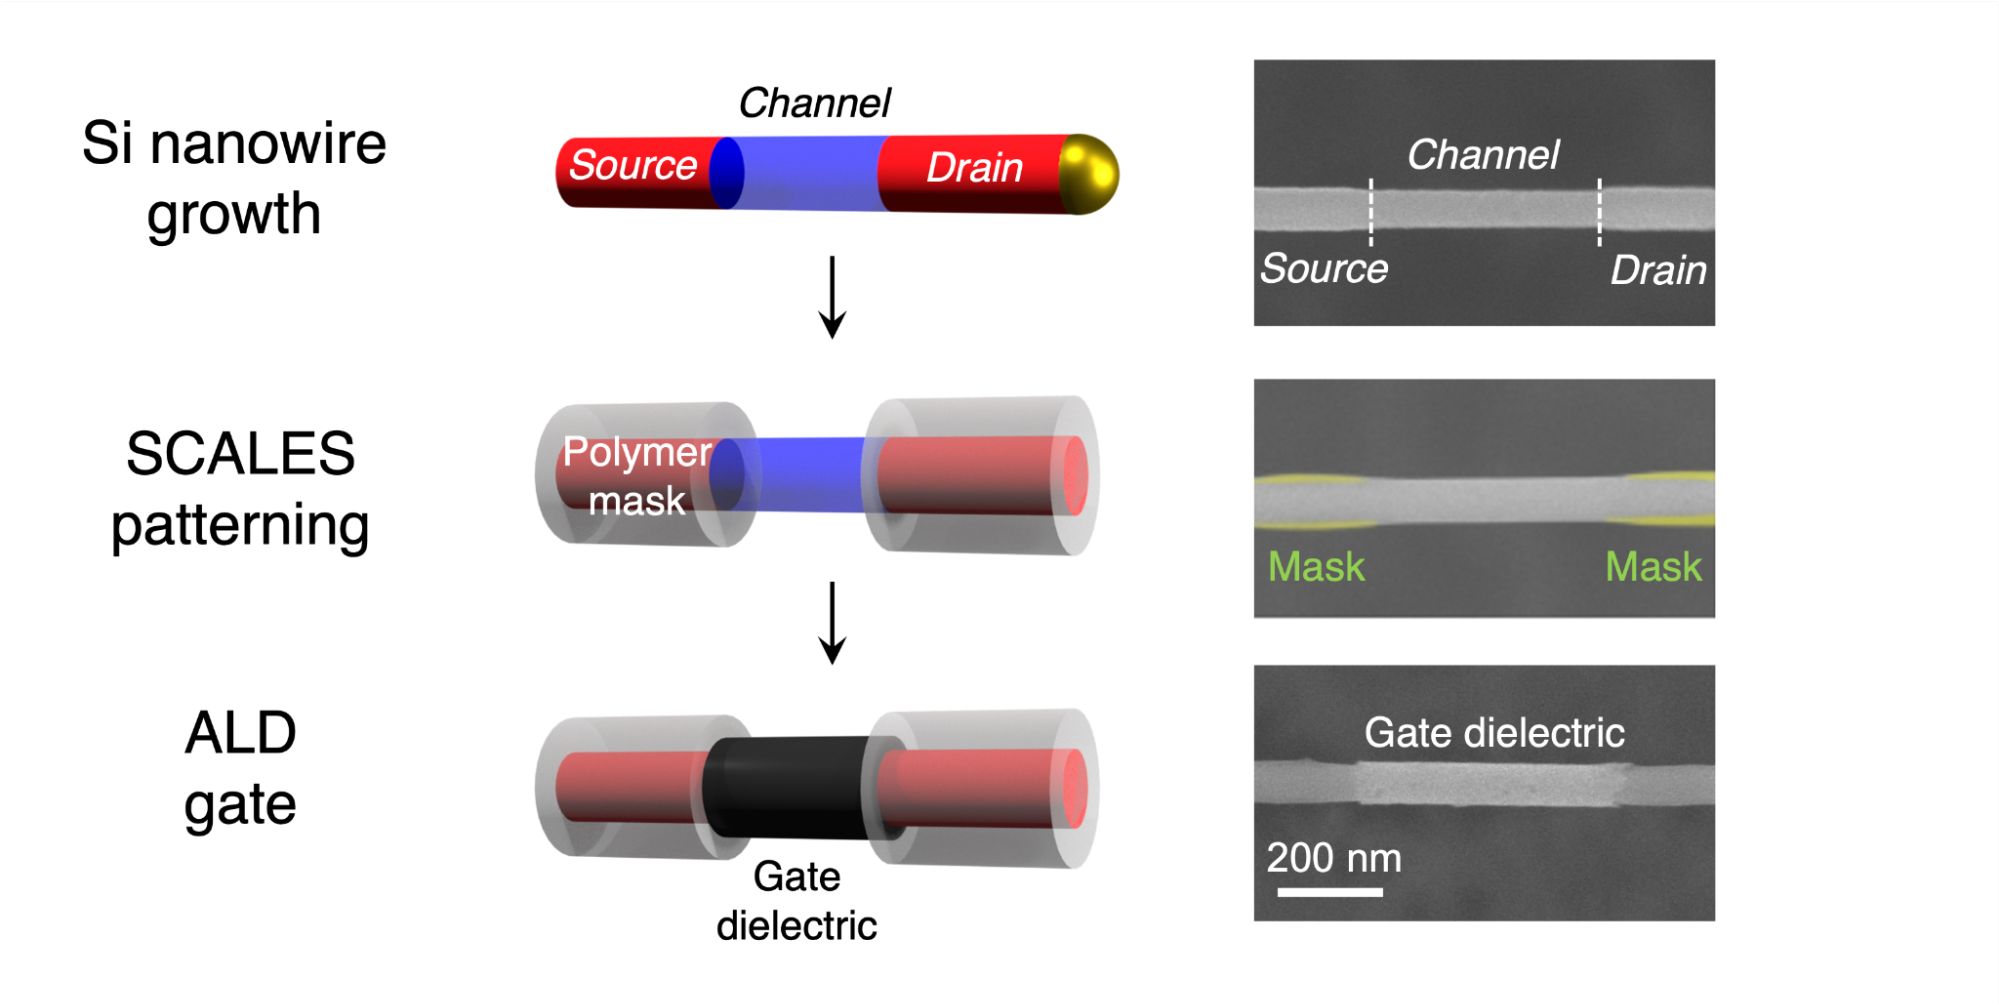 Si nanowire
growth
Channel
Source
Drain
Channel
Source
Drain
SCALES
patterning
Polymer
mask
Mask
Mask
ALD
gate
Gate
dielectric
Gate dielectric
200 nm